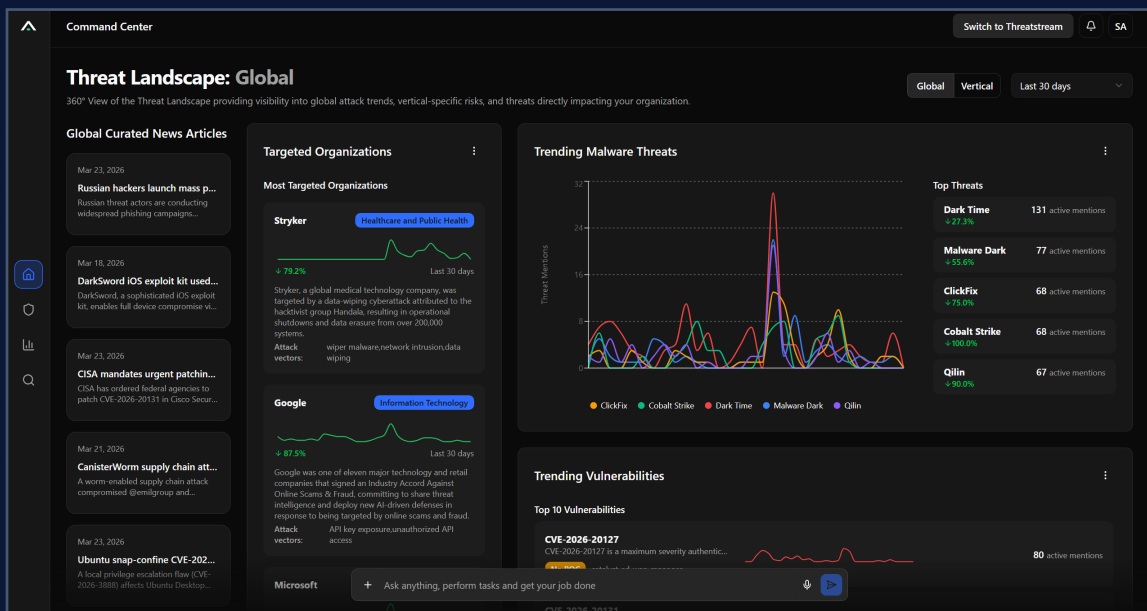 Command Center
Switch to Threatstream
SA
Threat Landscape: Global
360° View of the Threat Landscape providing visibility into global attack trends, vertical-specific risks, and threats directly impacting your organization.
Global
Vertical
Last 30 days
Global Curated News Articles
Mar 23, 2026
Russian hackers launch mass p...
Russian threat actors are conducting
widespread phishing campaigns...
Mar 18, 2026
DarkSword iOS exploit kit used...
DarkSword, a sophisticated iOS exploit
kit, enables full device compromise vi...
Mar 23, 2026
CISA mandates urgent patchin...
CISA has ordered federal agencies to
patch CVE-2026-20131 in Cisco Secur...
Mar 21, 2026
CanisterWorm supply chain att...
A worm-enabled supply chain attack
compromised @emilgroup and...
Mar 23, 2026
Ubuntu snap-confine CVE-202...
A local privilege escalation flaw (CVE-
2026-3888) affects Ubuntu Desktop...
Targeted Organizations
Most Targeted Organizations
Stryker
Healthcare and Public Health
↓ 79.2%
Last 30 days
Stryker, a global medical technology company, was
targeted by a data-wiping cyberattack attributed to the
hacktivist group Handala, resulting in operational
shutdowns and data erasure from over 200,000
systems.
Attack vectors:
wiper malware,network intrusion,data wiping
Google
Information Technology
↓ 87.5%
Last 30 days
Google was one of eleven major technology and retail
companies that signed an Industry Accord Against
Online Scams & Fraud, committing to share threat
intelligence and deploy new AI-driven defenses in
response to being targeted by online scams and fraud.
Attack vectors:
API key exposure,unauthorized API access
Microsoft
Trending Malware Threats
Threat Mentions
32
24
16
8
0
ClickFix
Cobalt Strike
Dark Time
Malware Dark
Qilin
Top Threats
Dark Time
131 active mentions
↓27.3%
Malware Dark
77 active mentions
↓55.6%
ClickFix
68 active mentions
↓75.0%
Cobalt Strike
68 active mentions
↓100.0%
Qilin
67 active mentions
↓90.0%
Trending Vulnerabilities
Top 10 Vulnerabilities
CVE-2026-20127
CVE-2026-20127 is a maximum severity authentic...
80 active mentions
Ask anything, perform tasks and get your job done
CVE-2026-20131